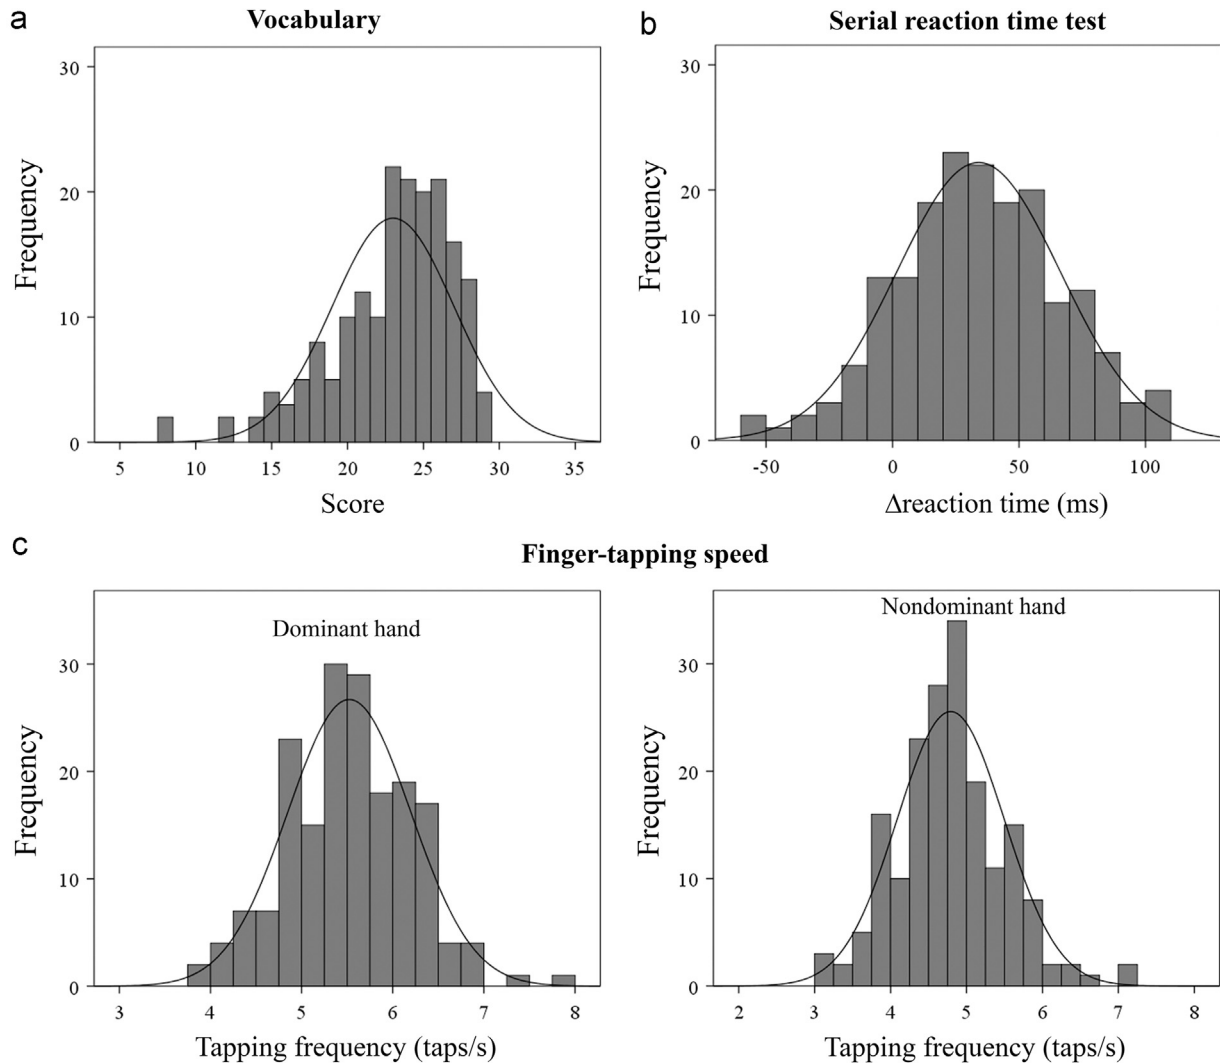 a
Vocabulary
30
20
10
0
Frequency
5 10 15 20 25 30 35
Score
b
Serial reaction time test
30
20
10
0
Frequency
-50 0 50 100
Δreaction time (ms)
c
Finger-tapping speed
Dominant hand
30
20
10
0
Frequency
3 4 5 6 7 8
Tapping frequency (taps/s)
Nondominant hand
30
20
10
0
Frequency
2 3 4 5 6 7 8
Tapping frequency (taps/s)